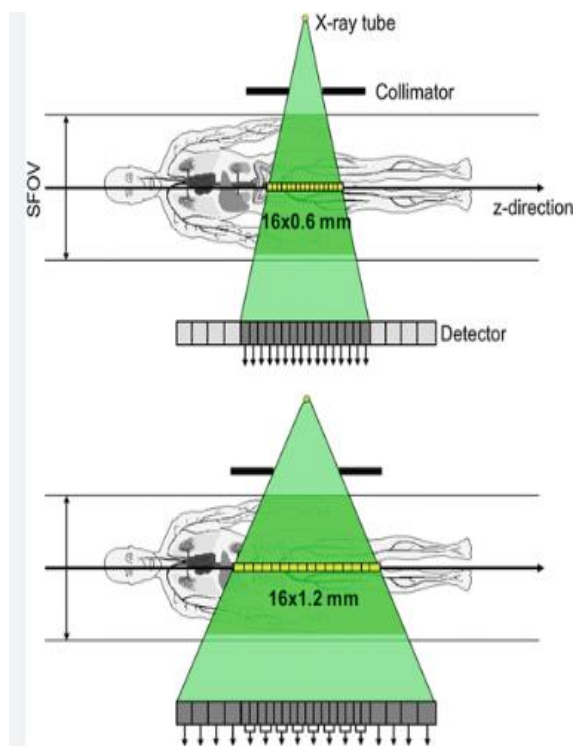 X-ray tube
Collimator
SFOV
z-direction
16x0.6 mm
Detector
16x1.2 mm